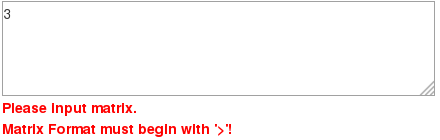 3
Please input matrix.
Matrix Format must begin with '>'!